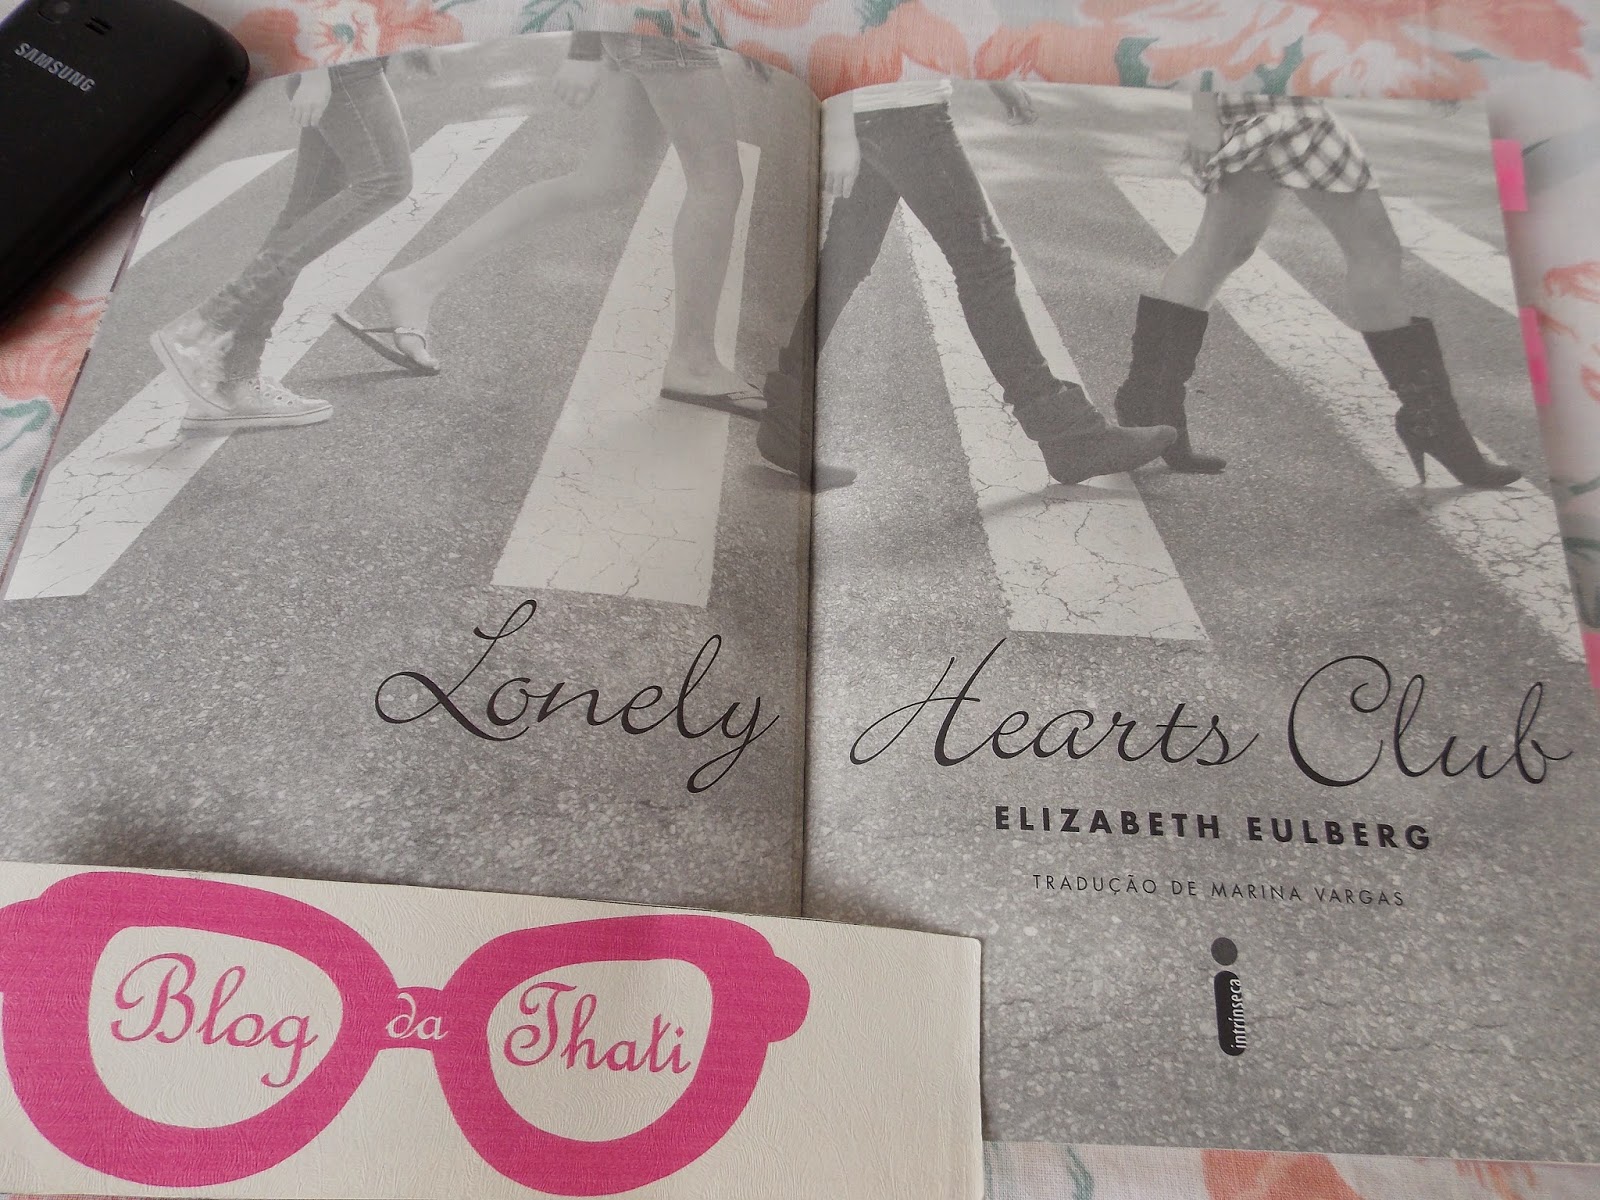 SAMSUNG
Lonely Hearts Club
ELIZABETH EULBERG
TRADUÇÃO DE MARINA VARGAS
intrínseca
Blog da Thati